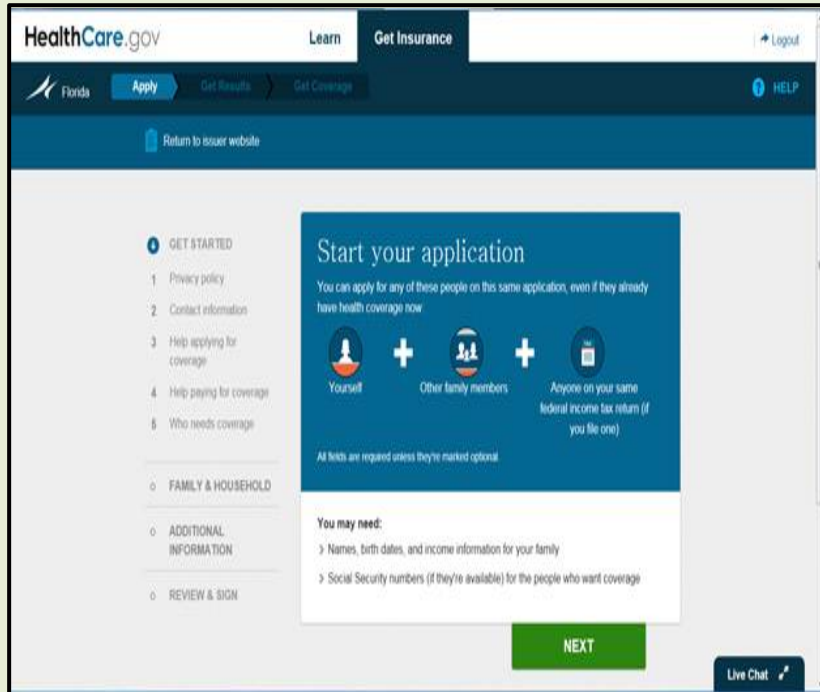 HealthCare.gov
Learn
Get Insurance
Logout
Florida
Apply
Get Results
Get Coverage
? HELP
Return to issuer website
GET STARTED
1 Privacy policy
2 Contact information
3 Help applying for
coverage
4 Help paying for coverage
5 Who needs coverage
FAMILY & HOUSEHOLD
ADDITIONAL
INFORMATION
REVIEW & SIGN
Start your application
You can apply for any of these people on this same application, even if they already
have health coverage now:
Yourself
+
Other family members
+
Anyone on your same
federal income tax return (if
you file one)
All fields are required unless they're marked optional.
You may need:
> Names, birth dates, and income information for your family
> Social Security numbers (if they're available) for the people who want coverage
NEXT
Live Chat